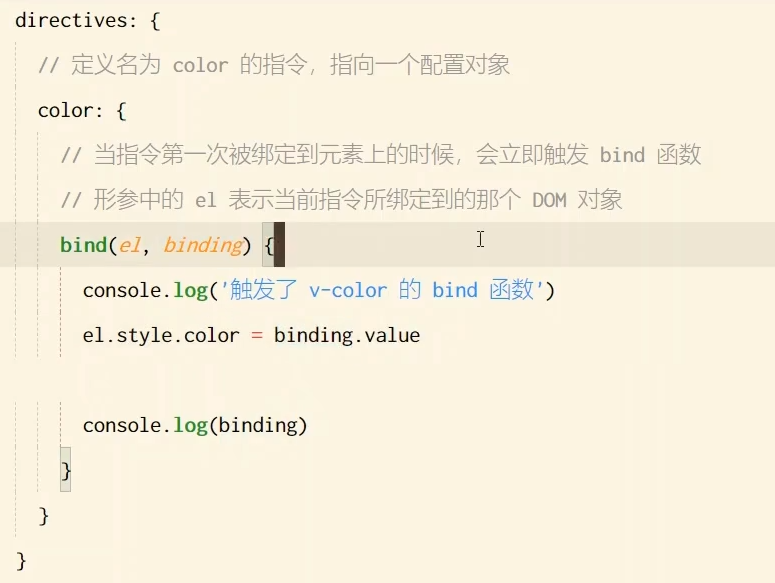 directives: {
// 定义名为 color 的指令，指向一个配置对象
color: {
// 当指令第一次被绑定到元素上的时候，会立即触发 bind 函数
// 形参中的 el 表示当前指令所绑定到的那个 DOM 对象
bind(el, binding) {
console.log('触发了 v-color 的 bind 函数')
el.style.color = binding.value
console.log(binding)
}
}
}